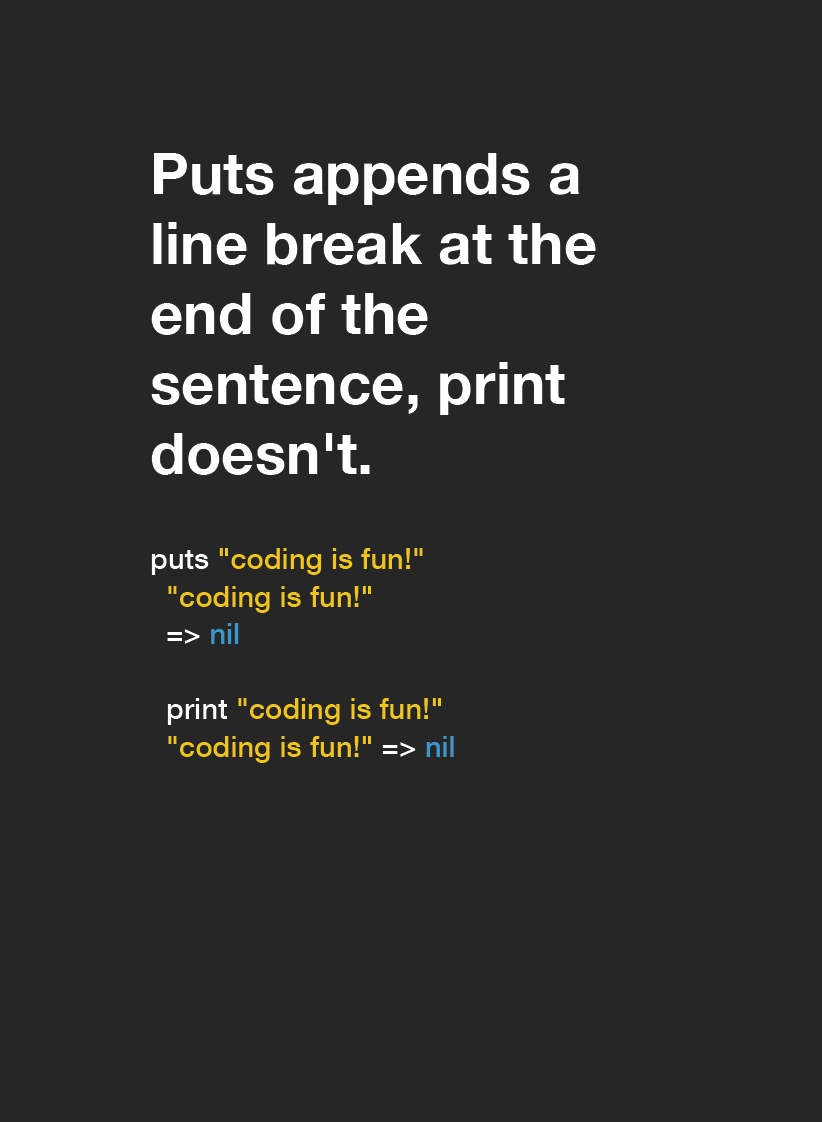 Puts appends a
line break at the
end of the
sentence, print
doesn't.
puts "coding is fun!"
"coding is fun!"
=> nil
print "coding is fun!"
"coding is fun!" => nil